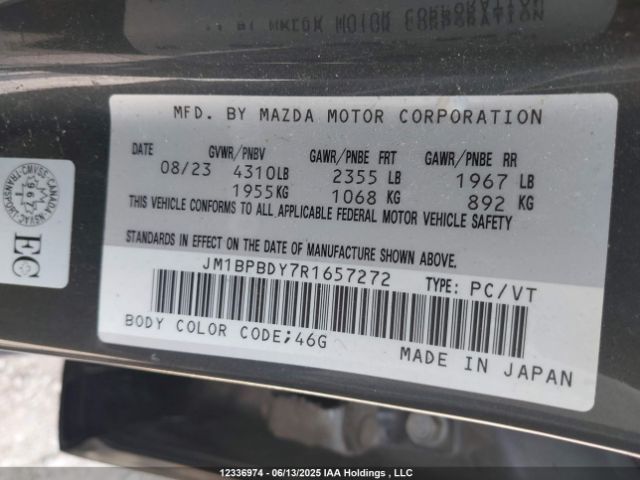 MFD. BY MAZDA MOTOR CORPORATION
DATE GVWR/PNBV GAWR/PNBE FRT GAWR/PNBE RR
08/23 4310LB 2355 LB 1967 LB
1955KG 1068 KG 892 KG
THIS VEHICLE CONFORMS TO ALL APPLICABLE FEDERAL MOTOR VEHICLE SAFETY
STANDARDS IN EFFECT ON THE DATE OF MANUFACTURE SHOWN ABOVE.
JM1BPBDY7R1657272 TYPE: PC/VT
BODY COLOR CODE;46G
MADE IN JAPAN
EC
12336974 - 06/13/2025 IAA Holdings , LLC